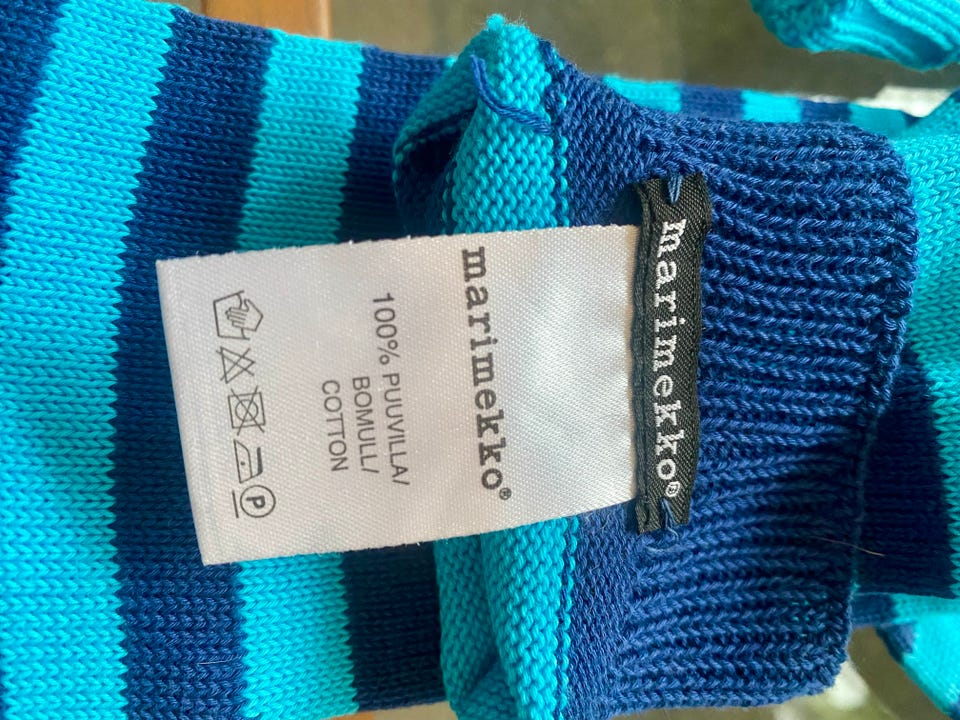 marimekko®
marimekko®
100% PUUVILLA/
BOMULL/
COTTON
P